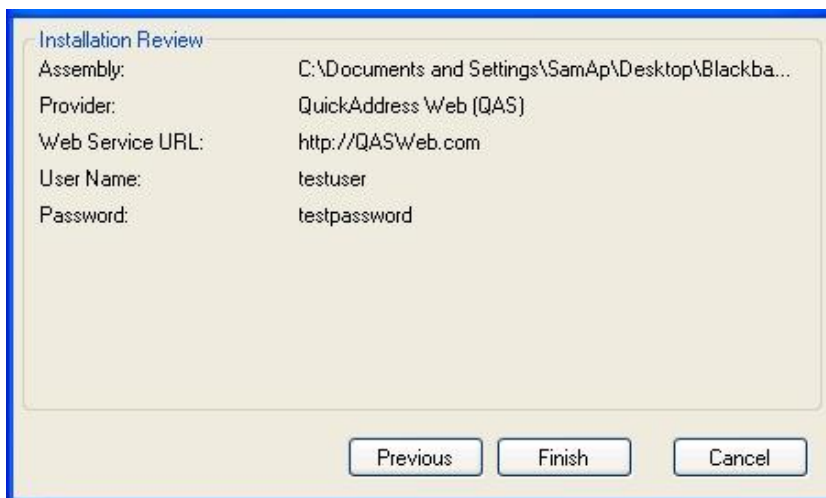 Installation Review
Assembly: C:\Documents and Settings\SamAp\Desktop\Blackba...
Provider: QuickAddress Web (QAS)
Web Service URL: http://QASWeb.com
User Name: testuser
Password: testpassword
Previous Finish Cancel